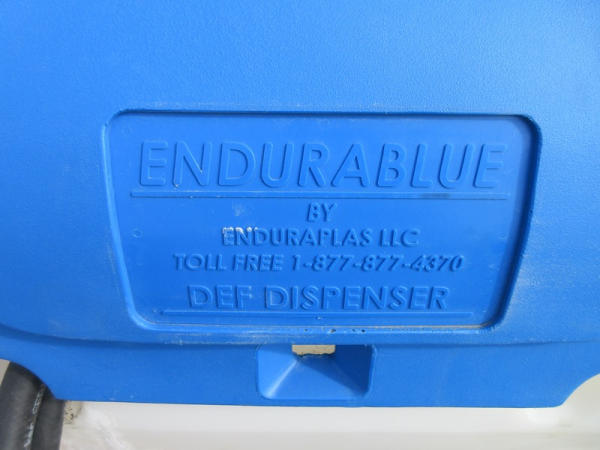 ENDURABLUE
BY
ENDURAPLAS LLC
TOLL FREE 1-877-877-4370
DEF DISPENSER